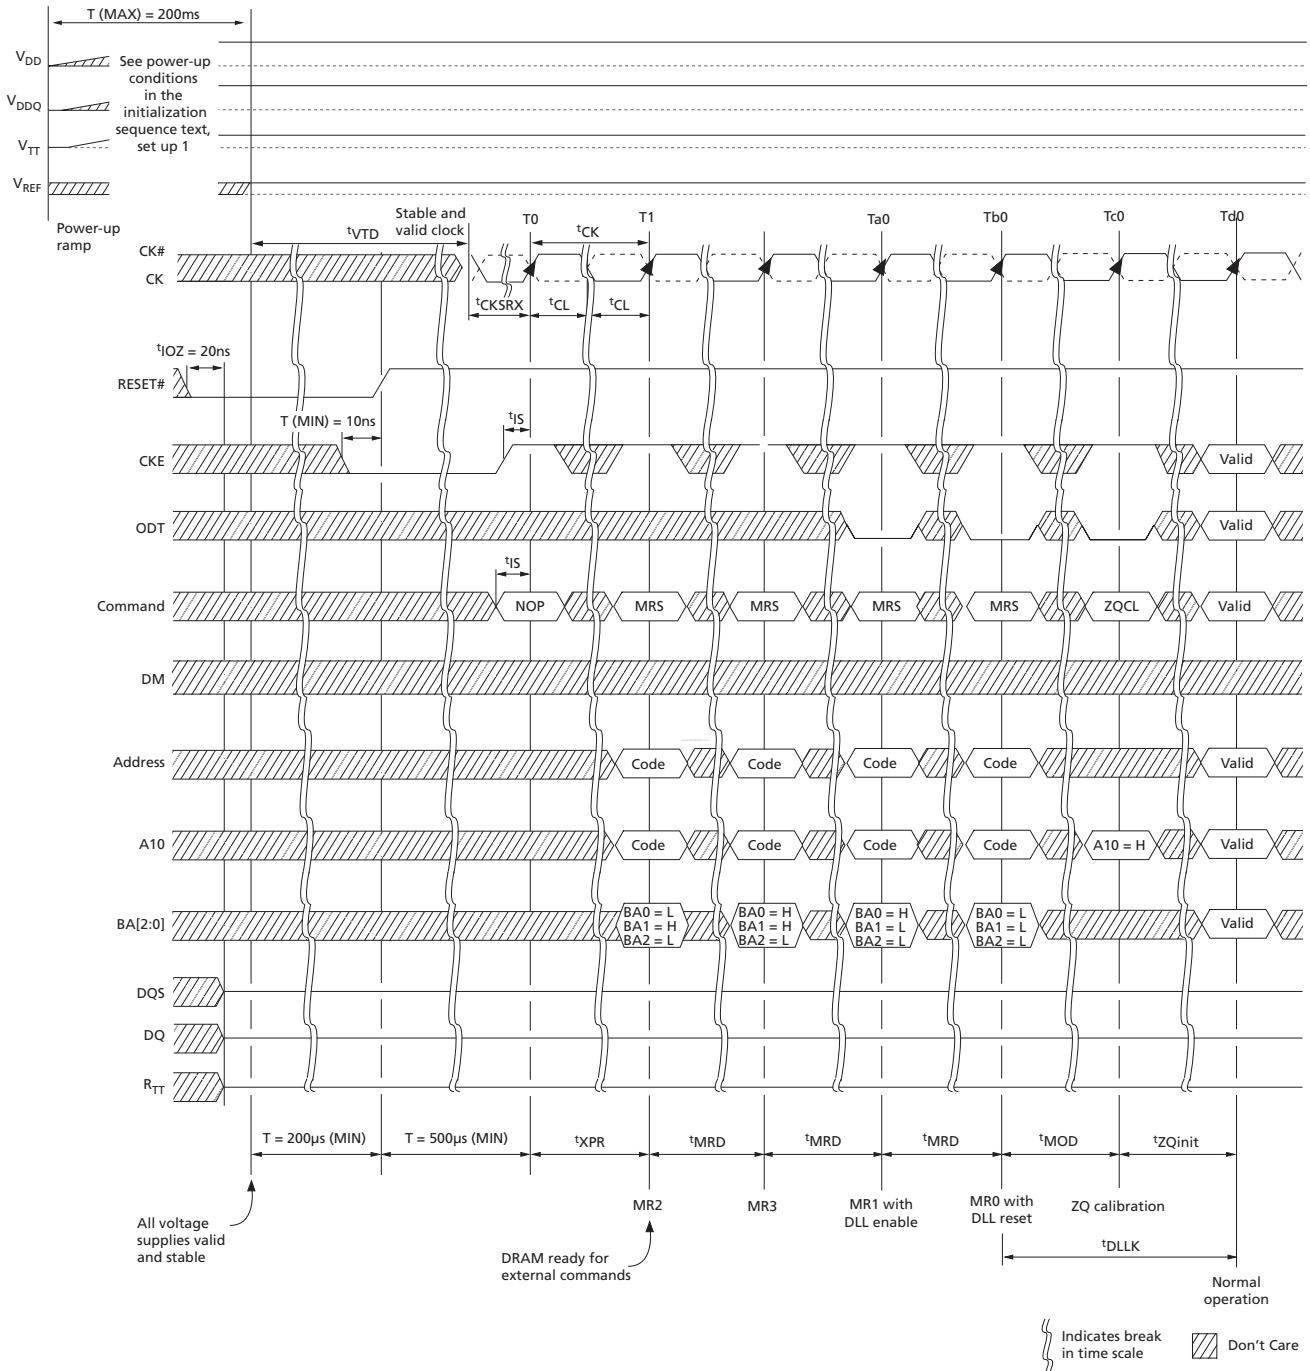 T (MAX) = 200ms
VDD
See power-up
conditions
in the
initialization
sequence text,
set up 1
VDDQ
VTT
VREF
Power-up
ramp
Stable and
valid clock
T0
T1
Ta0
Tb0
Tc0
Td0
tVTD
tCK
CK#
CK
tCKSRX
tCL
tCL
tIOZ = 20ns
RESET#
T (MIN) = 10ns
tIS
CKE
Valid
ODT
Valid
tIS
Command
NOP
MRS
MRS
MRS
MRS
ZQCL
Valid
DM
Address
Code
Code
Code
Code
Valid
A10
Code
Code
Code
Code
A10 = H
Valid
BA[2:0]
BA0 = L
BA1 = H
BA2 = L
BA0 = H
BA1 = H
BA2 = L
BA0 = H
BA1 = L
BA2 = L
BA0 = L
BA1 = L
BA2 = L
Valid
DQS
DQ
RTT
T = 200µs (MIN)
T = 500µs (MIN)
tXPR
tMRD
tMRD
tMRD
tMOD
tZQinit
MR2
MR3
MR1 with
DLL enable
MR0 with
DLL reset
ZQ calibration
All voltage
supplies valid
and stable
DRAM ready for
external commands
tDLLK
Normal
operation
Indicates break
in time scale
Don't Care